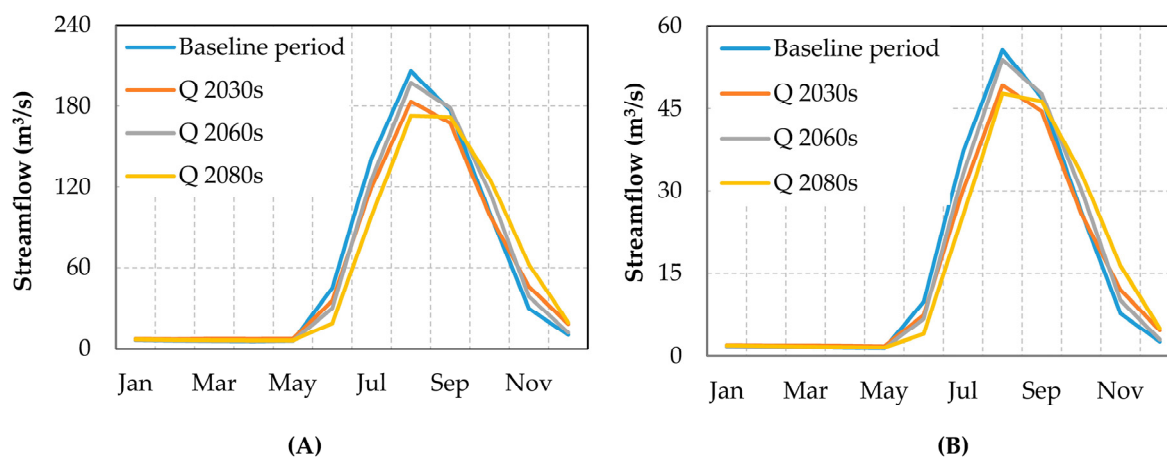 240
180
120
60
0
Streamflow (m³/s)
Baseline period
Q 2030s
Q 2060s
Q 2080s
Jan Mar May Jul Sep Nov
(A)
60
45
30
15
0
Streamflow (m³/s)
Baseline period
Q 2030s
Q 2060s
Q 2080s
Jan Mar May Jul Sep Nov
(B)